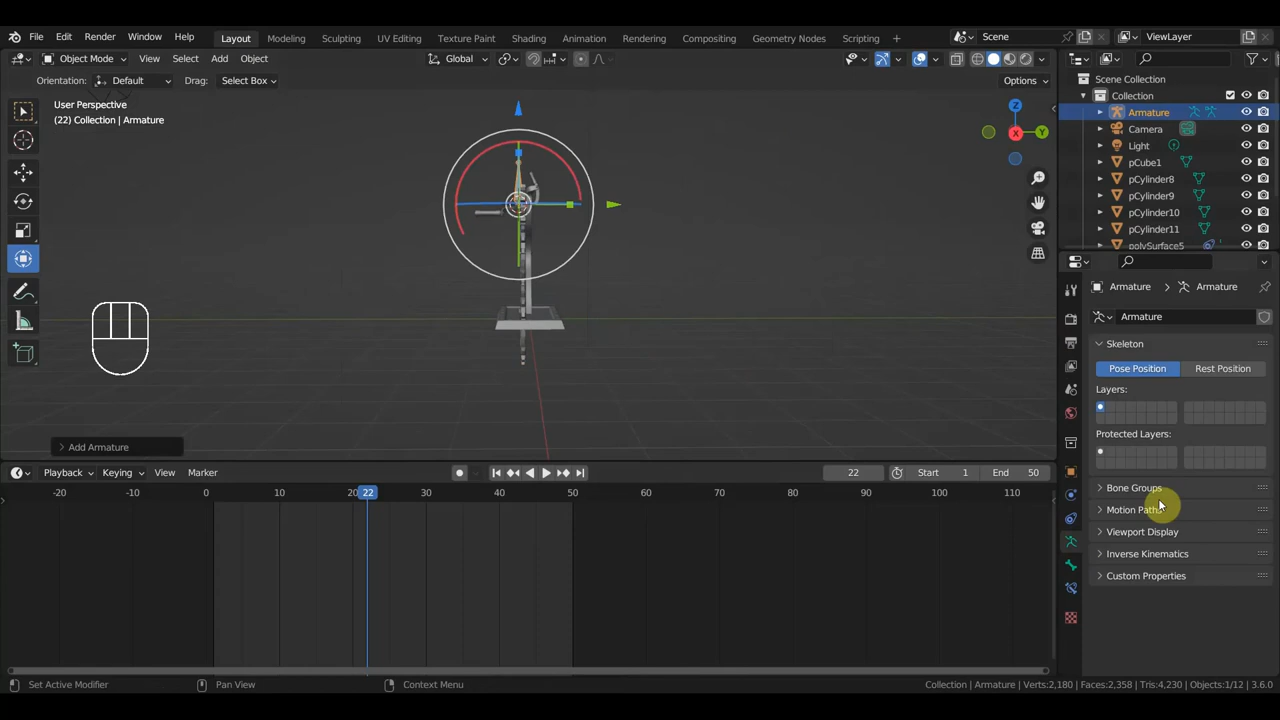 File Edit Render Window Help Layout Modeling Sculpting UV Editing Texture Paint Shading Animation Rendering Compositing Geometry Nodes Scripting Scene ViewLayer
Object Mode View Select Add Object Global
Orientation: Default Drag: Select Box Options
User Perspective
(22) Collection | Armature
Z
Y
X
Add Armature
Scene Collection
Collection
Armature
Camera
Light
pCube1
pCylinder8
pCylinder9
pCylinder10
pCylinder11
polySurface5
Armature > Armature
Armature
Skeleton
Pose Position Rest Position
Layers:
Protected Layers:
Bone Groups
Motion Paths
Viewport Display
Inverse Kinematics
Custom Properties
Playback Keying View Marker 22 Start 1 End 50
-20 -10 0 10 20 22 30 40 50 60 70 80 90 100 110
Set Active Modifier Pan View Context Menu Collection | Armature | Verts:2,180 | Faces:2,358 | Tris:4,230 | Objects:1/12 | 3.6.0